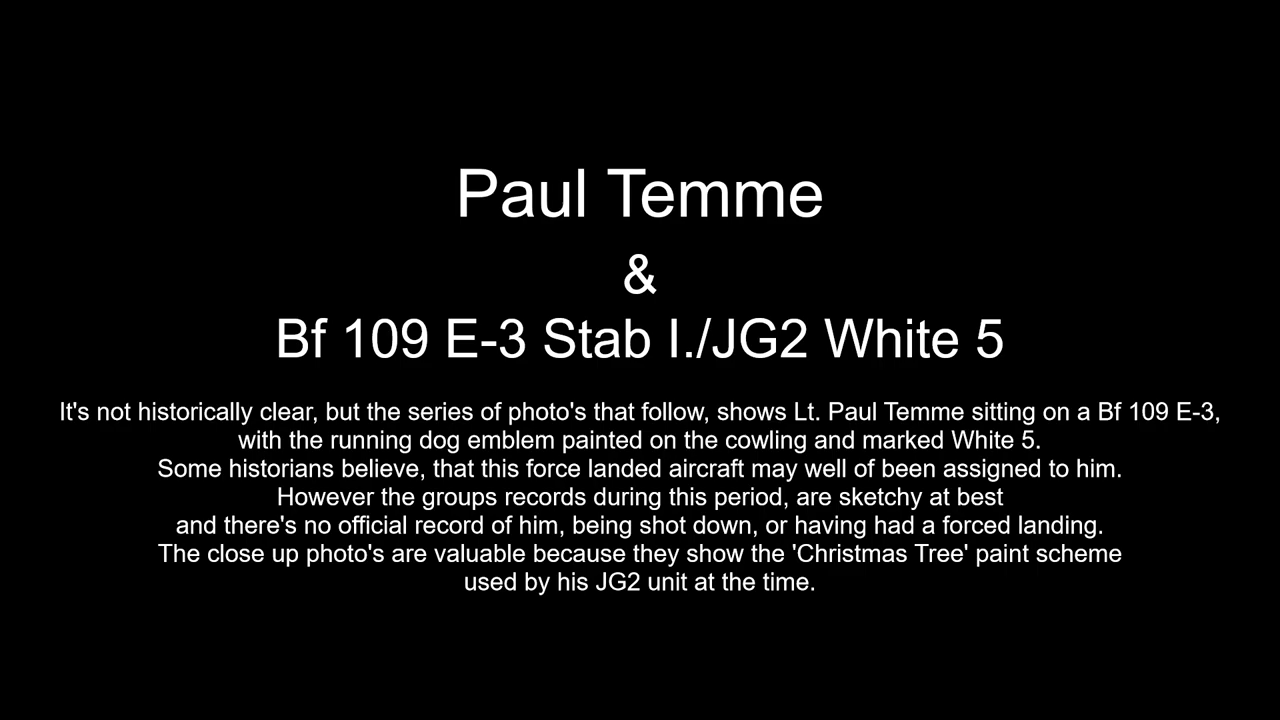 Paul Temme
&
Bf 109 E-3 Stab I./JG2 White 5
It's not historically clear, but the series of photo's that follow, shows Lt. Paul Temme sitting on a Bf 109 E-3,
with the running dog emblem painted on the cowling and marked White 5.
Some historians believe, that this force landed aircraft may well of been assigned to him.
However the groups records during this period, are sketchy at best
and there's no official record of him, being shot down, or having had a forced landing.
The close up photo's are valuable because they show the 'Christmas Tree' paint scheme
used by his JG2 unit at the time.